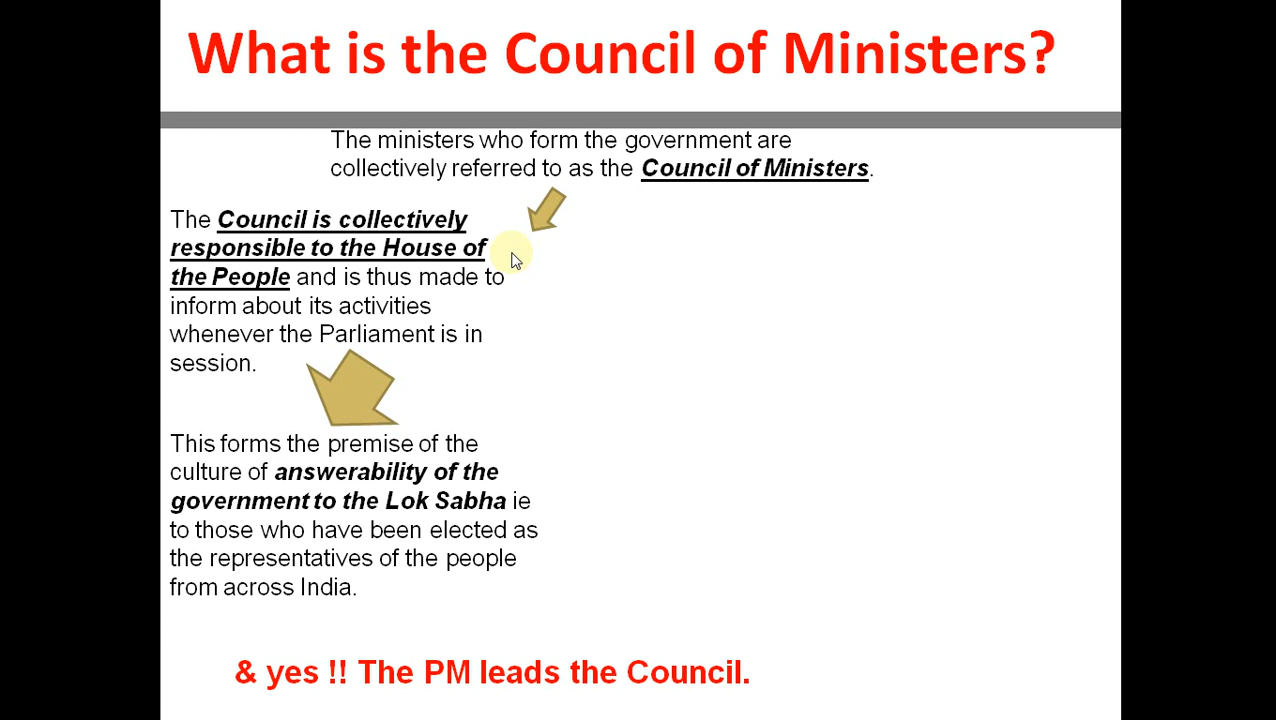 What is the Council of Ministers?
The ministers who form the government are
collectively referred to as the Council of Ministers.
The Council is collectively
responsible to the House of
the People and is thus made to
inform about its activities
whenever the Parliament is in
session.
This forms the premise of the
culture of answerability of the
government to the Lok Sabha ie
to those who have been elected as
the representatives of the people
from across India.
& yes !! The PM leads the Council.